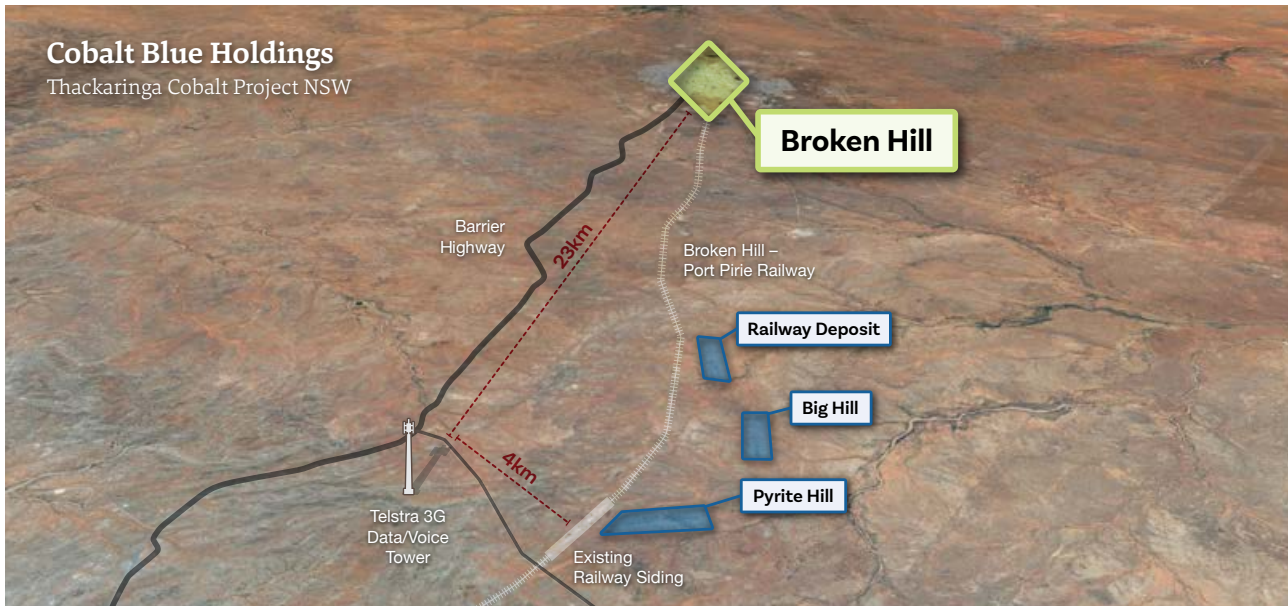 Cobalt Blue Holdings
Thackaringa Cobalt Project NSW
Broken Hill
Barrier
Highway
23km
Broken Hill –
Port Pirie Railway
Railway Deposit
Big Hill
4km
Pyrite Hill
Telstra 3G
Data/Voice
Tower
Existing
Railway Siding